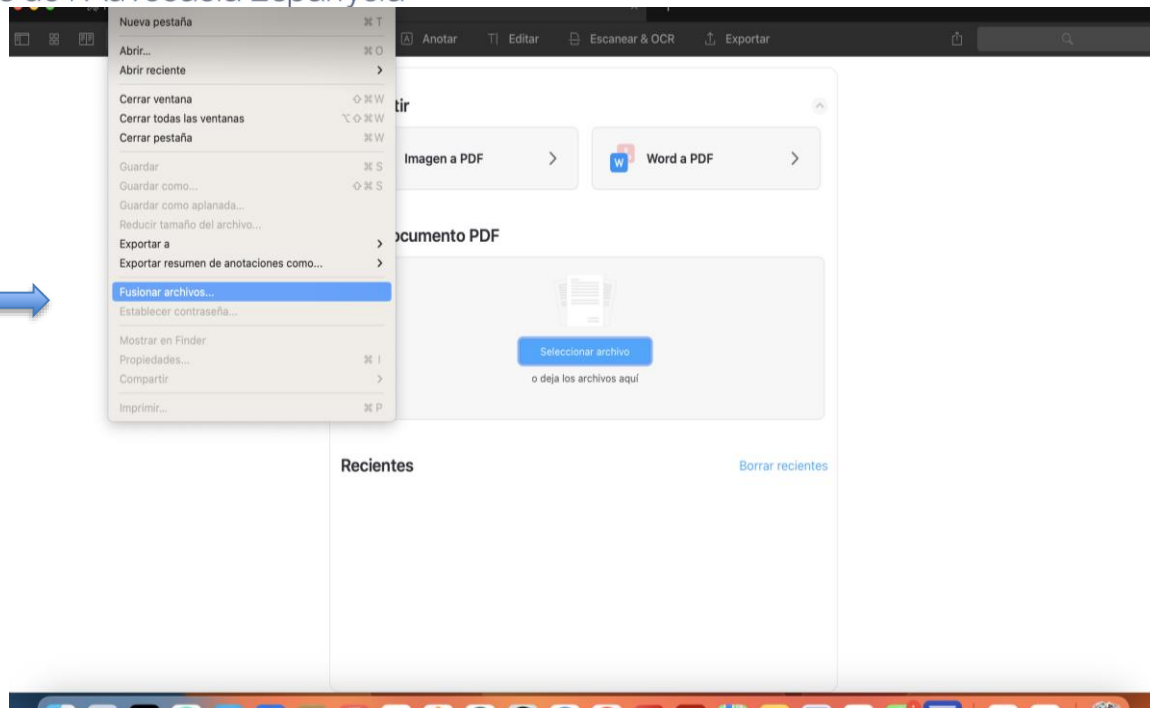 de l'Advocacia Espanyola
Nueva pestaña ⌘ T
Abrir... ⌘ O
Abrir reciente >
Cerrar ventana ⇧ ⌘ W
Cerrar todas las ventanas ⌥ ⇧ ⌘ W
Cerrar pestaña ⌘ W
Guardar ⌘ S
Guardar como... ⇧ ⌘ S
Guardar como aplanada...
Reducir tamaño del archivo...
Exportar a >
Exportar resumen de anotaciones como... >
Fusionar archivos...
Establecer contraseña...
Mostrar en Finder
Propiedades... ⌘ I
Compartir >
Imprimir... ⌘ P
Anotar Editar Escanear & OCR Exportar
tir
Imagen a PDF > W Word a PDF >
ocumento PDF
Seleccionar archivo
o deja los archivos aquí
Recientes Borrar recientes